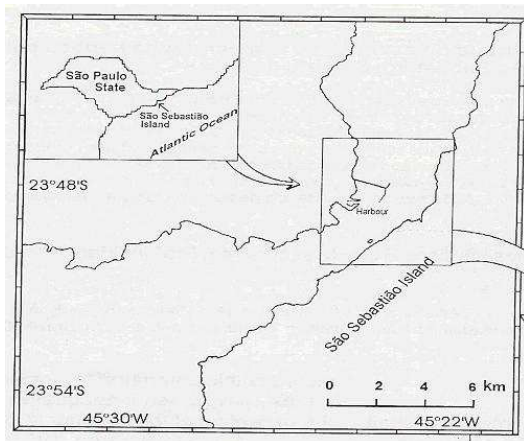 São Paulo
State
São Sebastião
Island
Atlantic Ocean
23°48'S
Harbour
São Sebastião Island
23°54'S
0 2 4 6 km
45°30'W
45°22'W